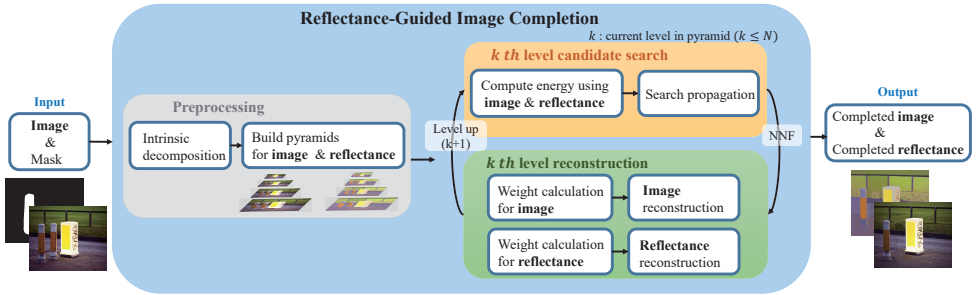 Reflectance-Guided Image Completion
k : current level in pyramid (k ≤ N)
Input
Image
&
Mask
Preprocessing
Intrinsic
decomposition
Build pyramids
for image & reflectance
Level up
(k+1)
k th level candidate search
Compute energy using
image & reflectance
Search propagation
NNF
k th level reconstruction
Weight calculation
for image
Image
reconstruction
Weight calculation
for reflectance
Reflectance
reconstruction
Output
Completed image
&
Completed reflectance